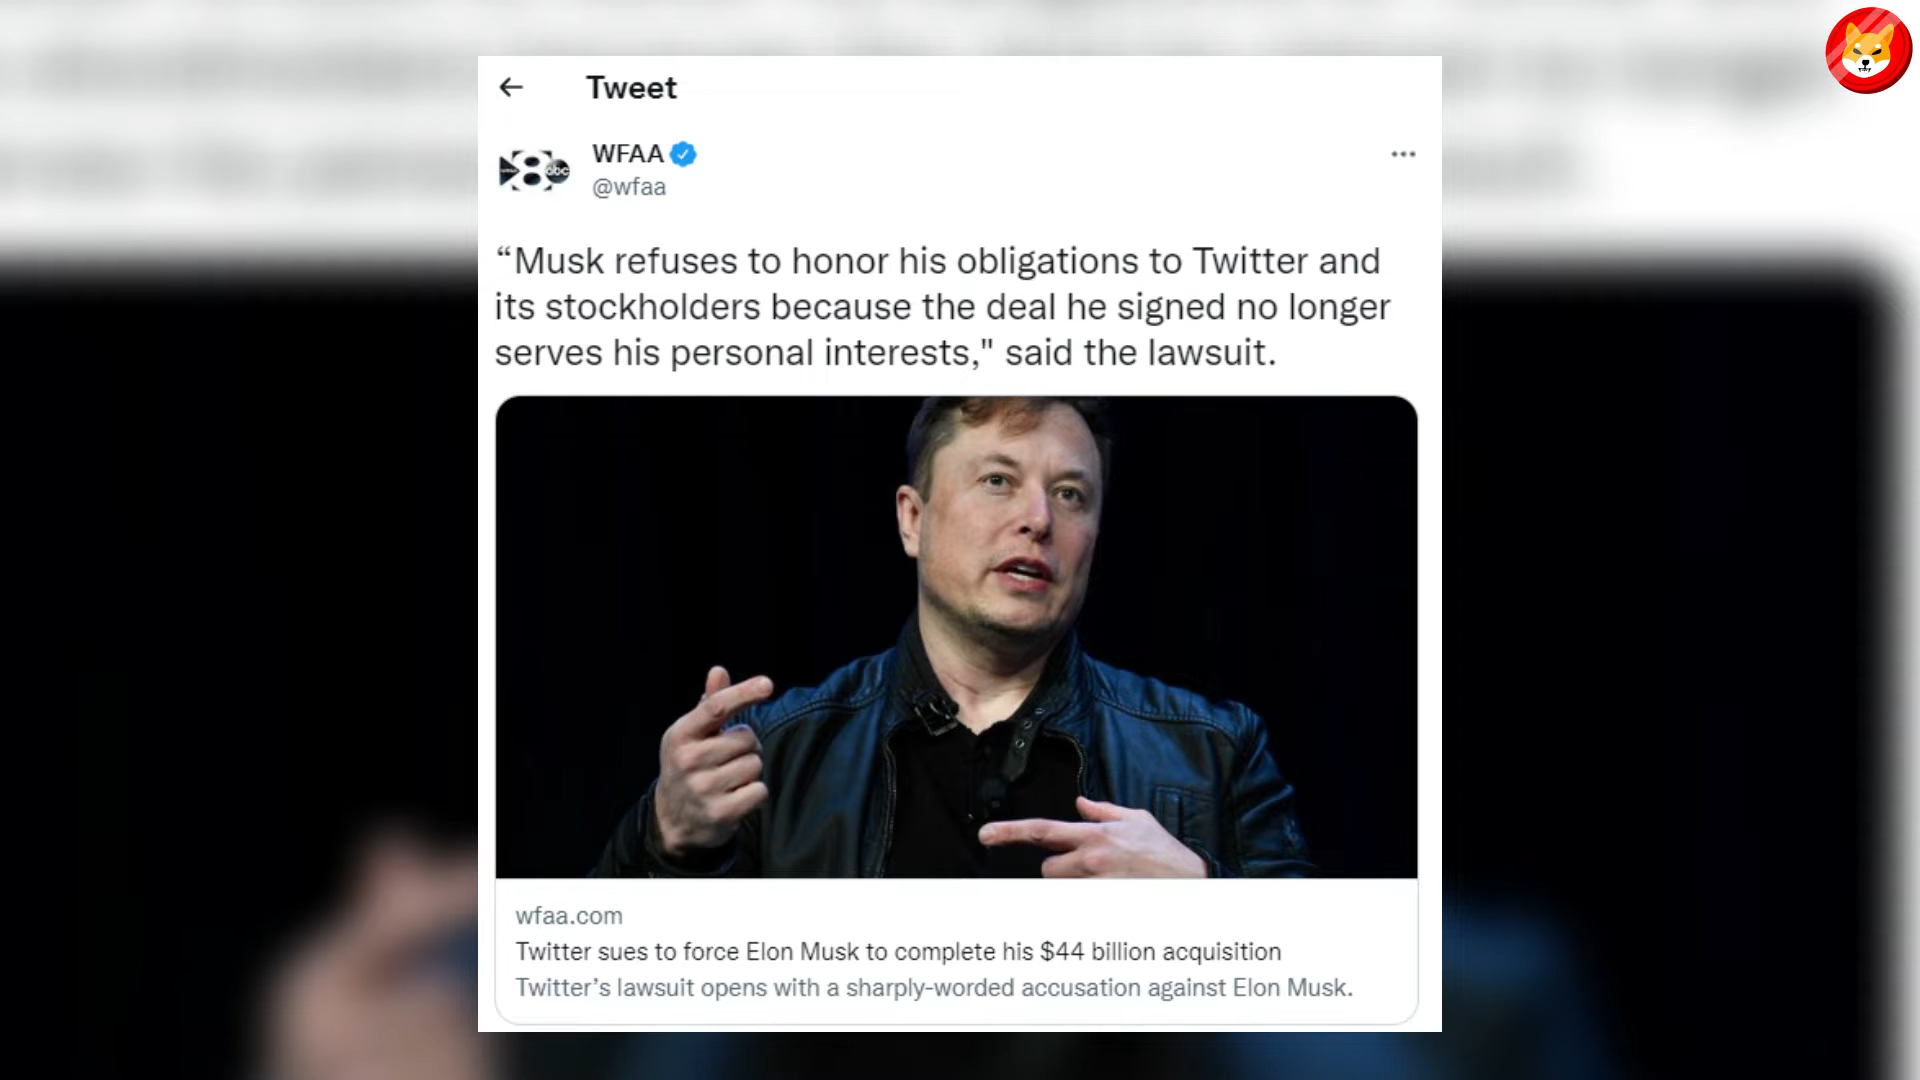 Tweet
WFAA
@wfaa
“Musk refuses to honor his obligations to Twitter and
its stockholders because the deal he signed no longer
serves his personal interests," said the lawsuit.
wfaa.com
Twitter sues to force Elon Musk to complete his $44 billion acquisition
Twitter’s lawsuit opens with a sharply-worded accusation against Elon Musk.
8
abc